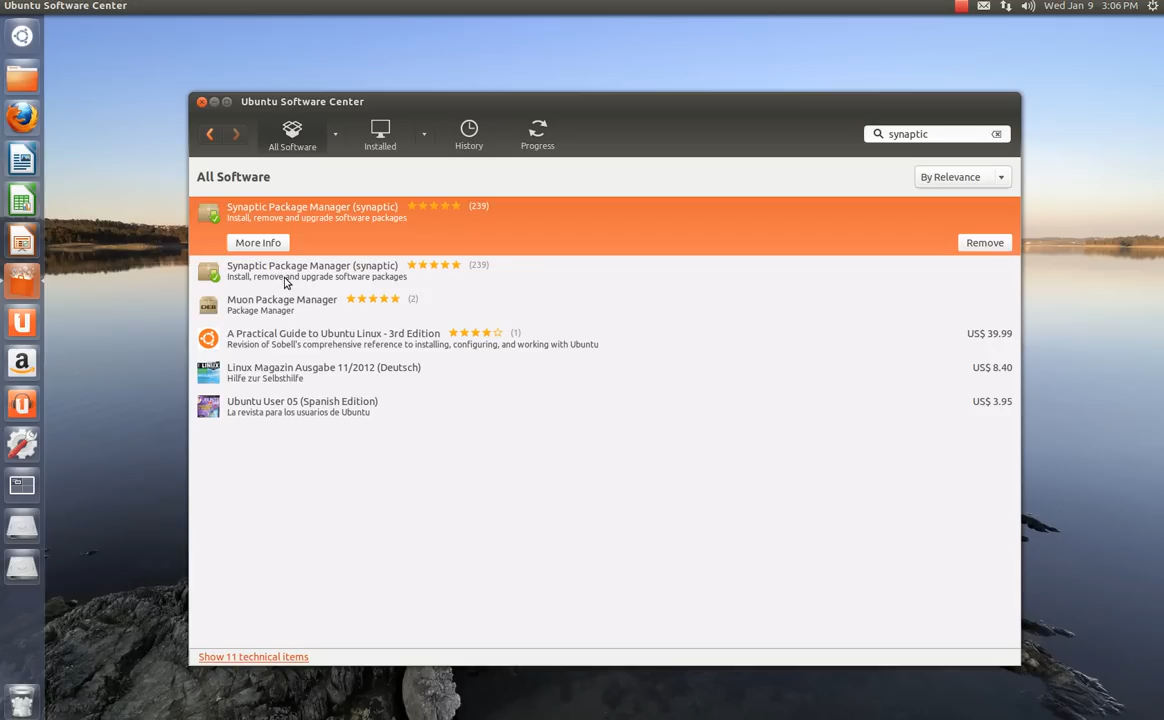 Ubuntu Software Center
Wed Jan 9 3:06 PM
Ubuntu Software Center
All Software
Installed
History
Progress
synaptic
All Software
By Relevance
Synaptic Package Manager (synaptic) (239)
Install, remove and upgrade software packages
More Info
Remove
Synaptic Package Manager (synaptic) (239)
Install, remove and upgrade software packages
Muon Package Manager (2)
Package Manager
A Practical Guide to Ubuntu Linux - 3rd Edition (1) US$ 39.99
Revision of Sobell's comprehensive reference to installing, configuring, and working with Ubuntu
Linux Magazin Ausgabe 11/2012 (Deutsch) US$ 8.40
Hilfe zur Selbsthilfe
Ubuntu User 05 (Spanish Edition) US$ 3.95
La revista para los usuarios de Ubuntu
Show 11 technical items